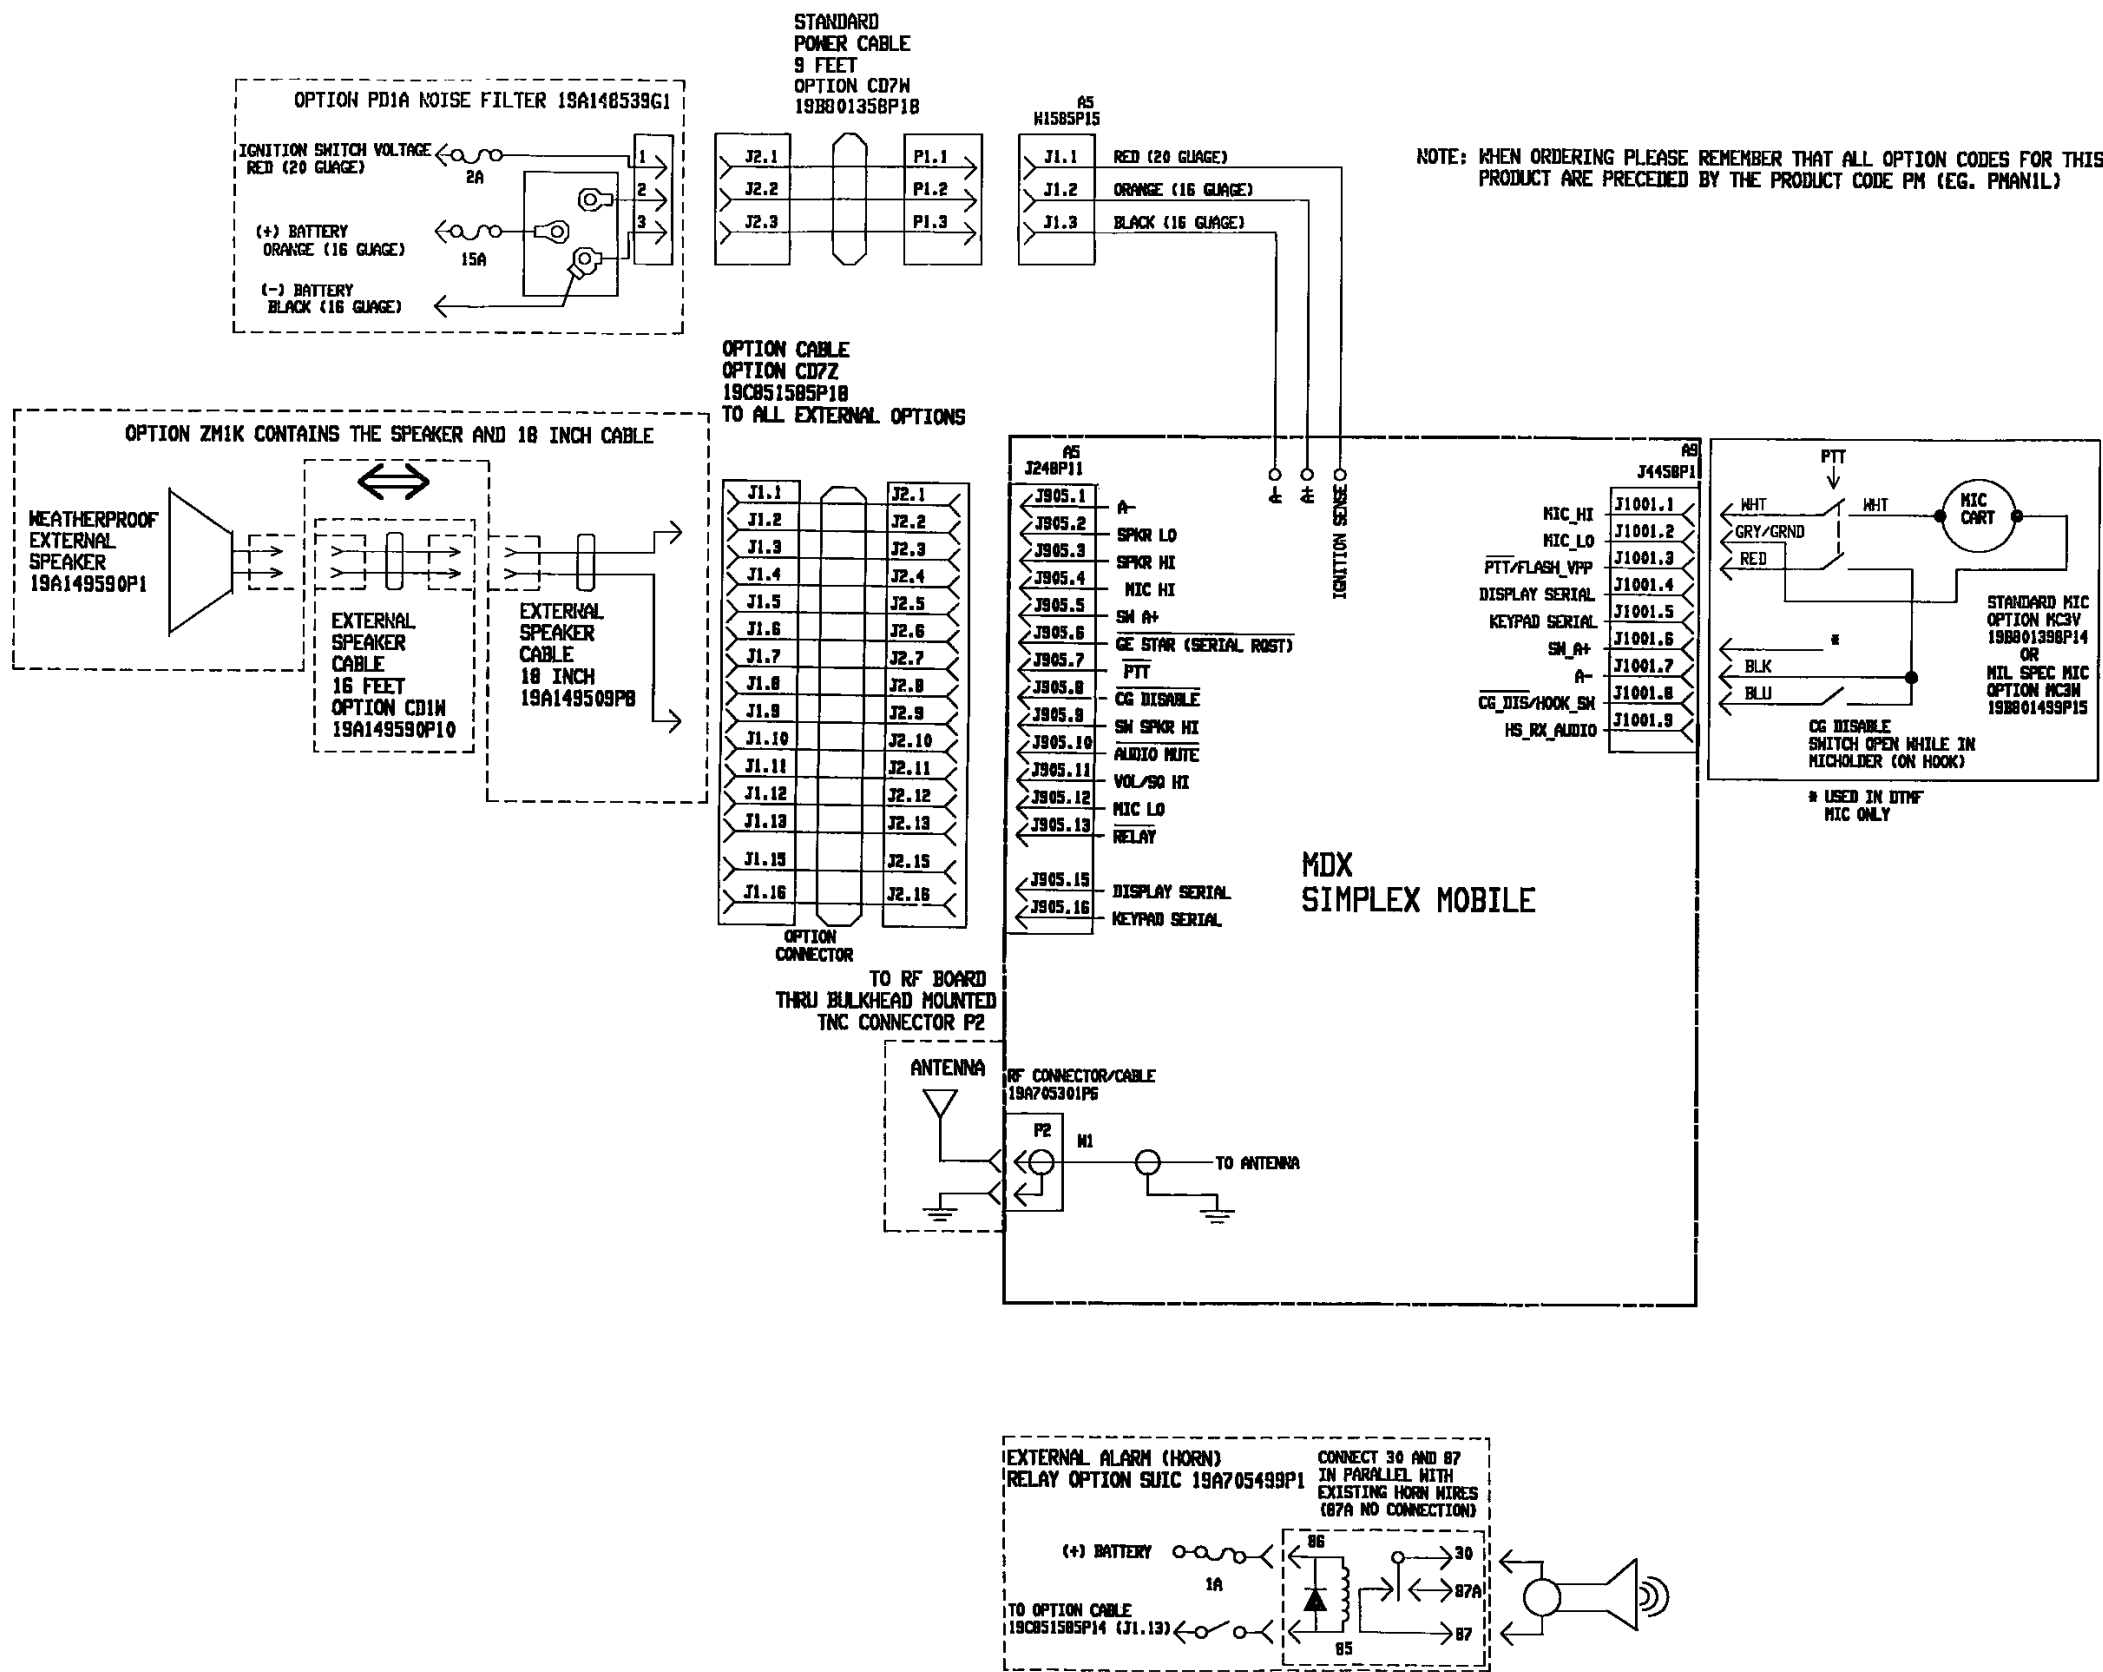 STANDARD
POWER CABLE
9 FEET
OPTION CD7W
19B801358P18
OPTION PD1A NOISE FILTER 19A148539G1
IGNITION SWITCH VOLTAGE
RED (20 GUAGE)
2A
(+) BATTERY
ORANGE (16 GUAGE)
15A
(-) BATTERY
BLACK (16 GUAGE)
1
2
3
J2.1
J2.2
J2.3
P1.1
P1.2
P1.3
A5
W1585P15
J1.1
J1.2
J1.3
RED (20 GUAGE)
ORANGE (16 GUAGE)
BLACK (16 GUAGE)
NOTE: WHEN ORDERING PLEASE REMEMBER THAT ALL OPTION CODES FOR THIS
PRODUCT ARE PRECEDED BY THE PRODUCT CODE PM (EG. PMAN1L)
OPTION CABLE
OPTION CD7Z
19C851585P18
TO ALL EXTERNAL OPTIONS
OPTION ZM1K CONTAINS THE SPEAKER AND 18 INCH CABLE
WEATHERPROOF
EXTERNAL
SPEAKER
19A149590P1
EXTERNAL
SPEAKER
CABLE
16 FEET
OPTION CD1W
19A149590P10
EXTERNAL
SPEAKER
CABLE
18 INCH
19A149509P8
J1.1
J1.2
J1.3
J1.4
J1.5
J1.6
J1.7
J1.8
J1.9
J1.10
J1.11
J1.12
J1.13
J1.15
J1.16
J2.1
J2.2
J2.3
J2.4
J2.5
J2.6
J2.7
J2.8
J2.9
J2.10
J2.11
J2.12
J2.13
J2.15
J2.16
OPTION
CONNECTOR
A5
J248P11
J905.1 A-
J905.2 SPKR LO
J905.3 SPKR HI
J905.4 MIC HI
J905.5 SW A+
J905.6 GE STAR (SERIAL RQST)
J905.7 PTT
J905.8 CG DISABLE
J905.9 SW SPKR HI
J905.10 AUDIO MUTE
J905.11 VOL/SQ HI
J905.12 MIC LO
J905.13 RELAY
J905.15 DISPLAY SERIAL
J905.16 KEYPAD SERIAL
A-
A+
IGNITION SENSE
MDX
SIMPLEX MOBILE
A9
J4458P1
MIC_HI J1001.1
MIC_LO J1001.2
PTT/FLASH_VPP J1001.3
DISPLAY SERIAL J1001.4
KEYPAD SERIAL J1001.5
SW_A+ J1001.6
A- J1001.7
CG_DIS/HOOK_SW J1001.8
HS_RX_AUDIO J1001.9
PTT
WHT
WHT
MIC
CART
GRY/GRND
RED
*
BLK
BLU
STANDARD MIC
OPTION MC3V
19B801398P14
OR
MIL SPEC MIC
OPTION MC3W
19B801499P15
CG DISABLE
SWITCH OPEN WHILE IN
MICHOLDER (ON HOOK)
* USED IN DTMF
MIC ONLY
TO RF BOARD
THRU BULKHEAD MOUNTED
TNC CONNECTOR P2
ANTENNA
RF CONNECTOR/CABLE
19A705301P6
P2
W1
TO ANTENNA
EXTERNAL ALARM (HORN)
RELAY OPTION SUIC 19A705499P1
CONNECT 30 AND 87
IN PARALLEL WITH
EXISTING HORN WIRES
(87A NO CONNECTION)
(+) BATTERY
1A
TO OPTION CABLE
19C851585P14 (J1.13)
86
85
30
87A
87